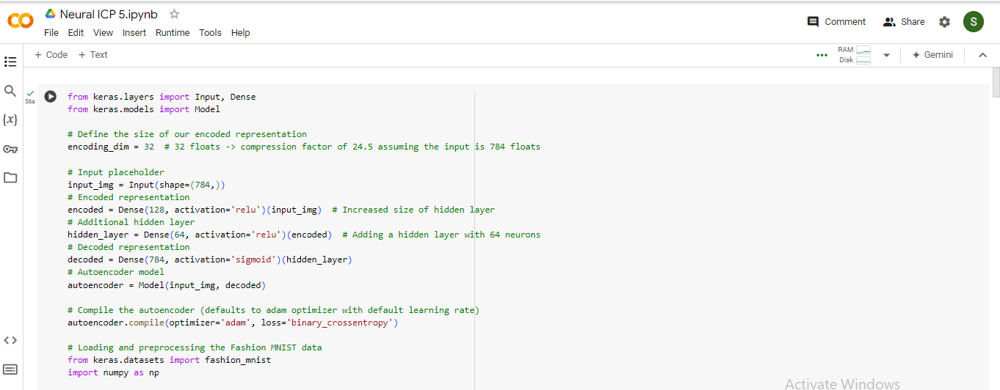 Neural ICP 5.ipynb
File Edit View Insert Runtime Tools Help
Comment Share S
+ Code + Text
RAM
Disk
Gemini
56s
from keras.layers import Input, Dense
from keras.models import Model
# Define the size of our encoded representation
encoding_dim = 32  # 32 floats -> compression factor of 24.5 assuming the input is 784 floats
# Input placeholder
input_img = Input(shape=(784,))
# Encoded representation
encoded = Dense(128, activation='relu')(input_img)  # Increased size of hidden layer
# Additional hidden layer
hidden_layer = Dense(64, activation='relu')(encoded)  # Adding a hidden layer with 64 neurons
# Decoded representation
decoded = Dense(784, activation='sigmoid')(hidden_layer)
# Autoencoder model
autoencoder = Model(input_img, decoded)
# Compile the autoencoder (defaults to adam optimizer with default learning rate)
autoencoder.compile(optimizer='adam', loss='binary_crossentropy')
# Loading and preprocessing the Fashion MNIST data
from keras.datasets import fashion_mnist
import numpy as np
Activate Windows